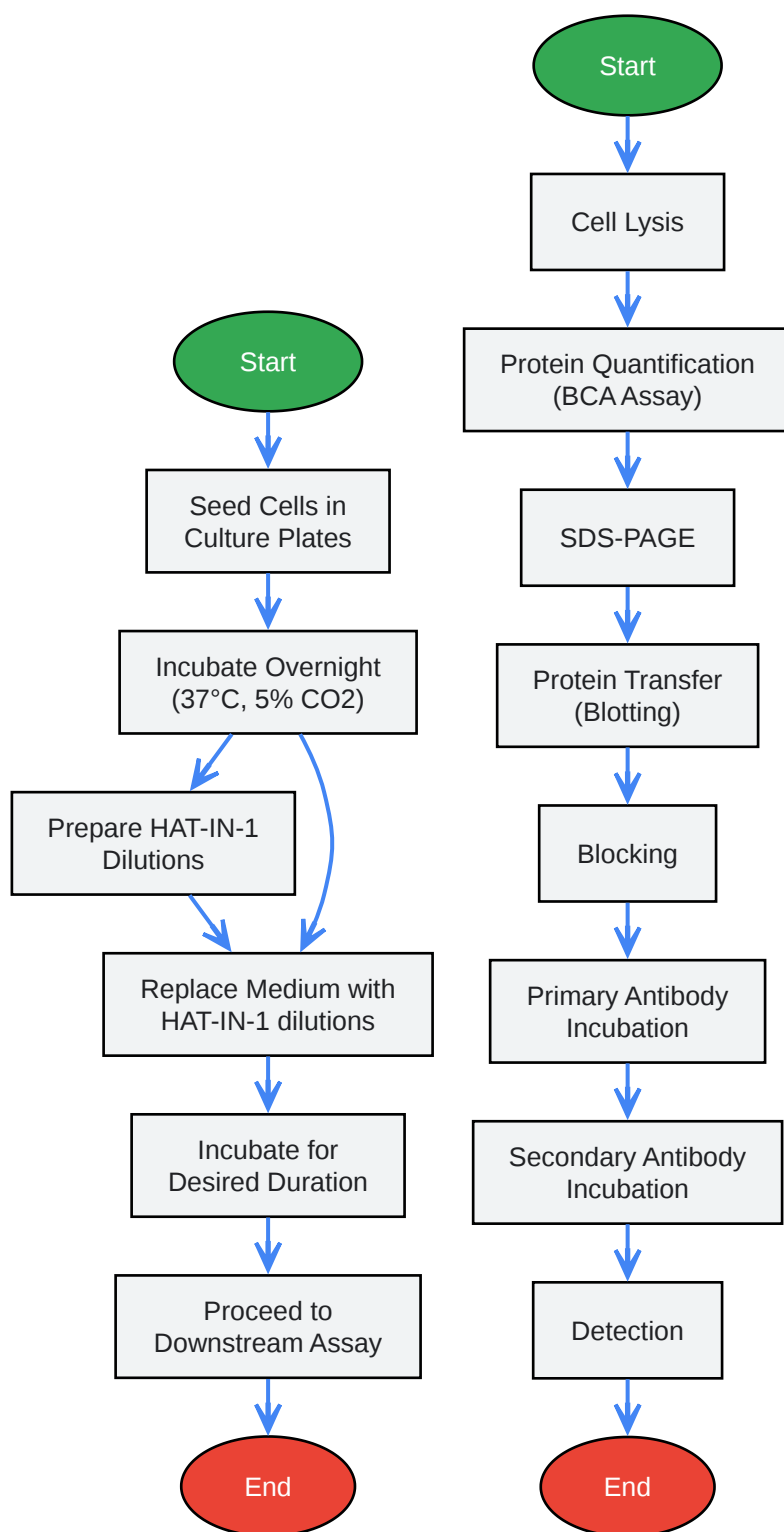 Start
Seed Cells in
Culture Plates
Incubate Overnight
(37°C, 5% CO2)
Prepare HAT-IN-1
Dilutions
Replace Medium with
HAT-IN-1 dilutions
Incubate for
Desired Duration
Proceed to
Downstream Assay
End
Start
Cell Lysis
Protein Quantification
(BCA Assay)
SDS-PAGE
Protein Transfer
(Blotting)
Blocking
Primary Antibody
Incubation
Secondary Antibody
Incubation
Detection
End